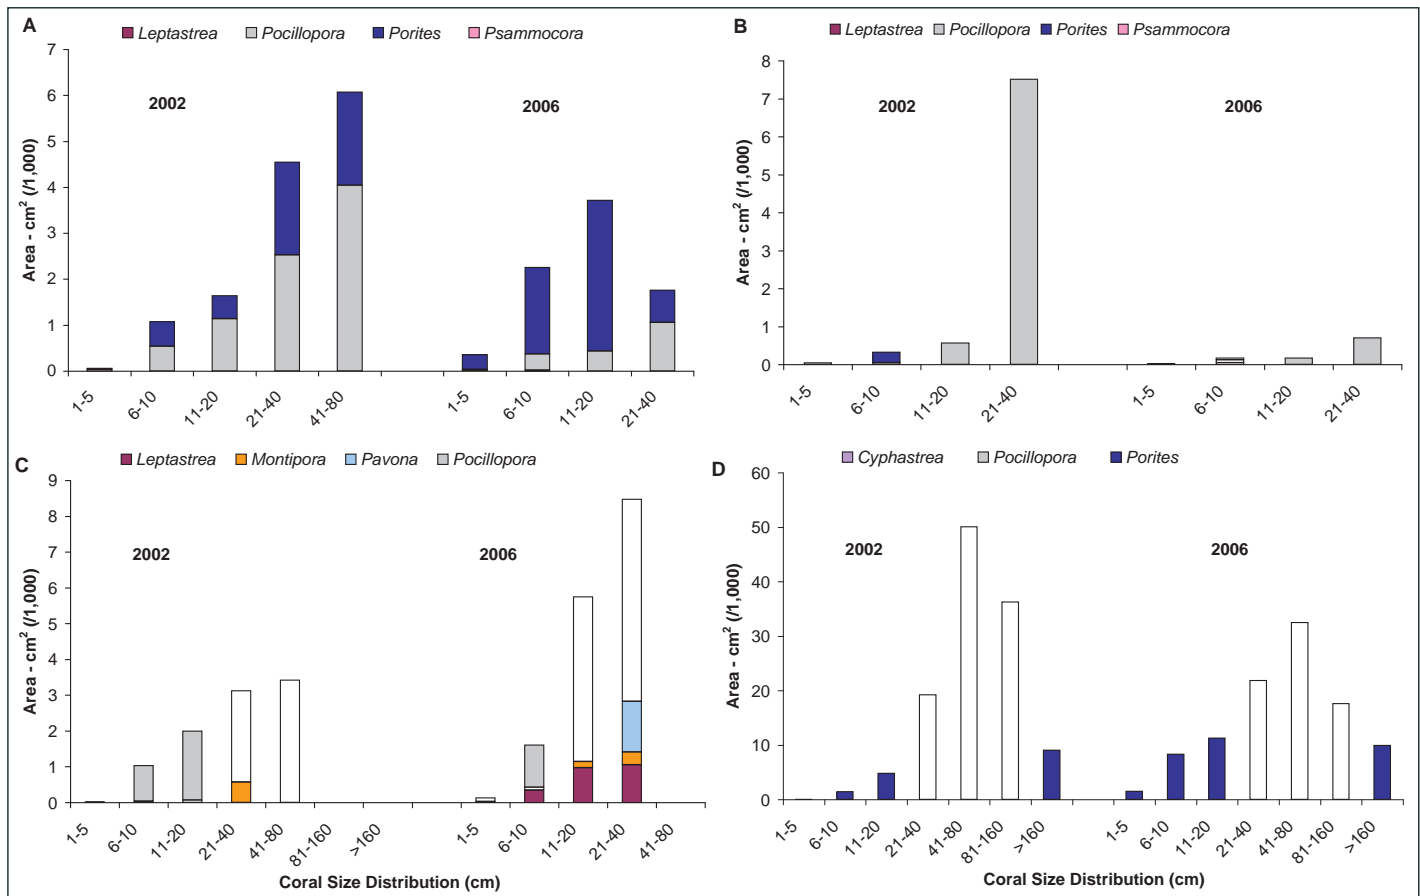 A
Leptastrea Pocillopora Porites Psammocora
7
6
5
4
3
2
1
0
Area - cm² (/1,000)
2002
2006
1-5 6-10 11-20 21-40 41-80 1-5 6-10 11-20 21-40
B
Leptastrea Pocillopora Porites Psammocora
8
7
6
5
4
3
2
1
0
Area - cm² (/1,000)
2002
2006
1-5 6-10 11-20 21-40 1-5 6-10 11-20 21-40
C
Leptastrea Montipora Pavona Pocillopora
9
8
7
6
5
4
3
2
1
0
Area - cm² (/1,000)
2002
2006
1-5 6-10 11-20 21-40 41-80 81-160 >160 1-5 6-10 11-20 21-40 41-80
Coral Size Distribution (cm)
D
Cyphastrea Pocillopora Porites
60
50
40
30
20
10
0
Area - cm² (/1,000)
2002
2006
1-5 6-10 11-20 21-40 41-80 81-160 >160 1-5 6-10 11-20 21-40 41-80 81-160 >160
Coral Size Distribution (cm)